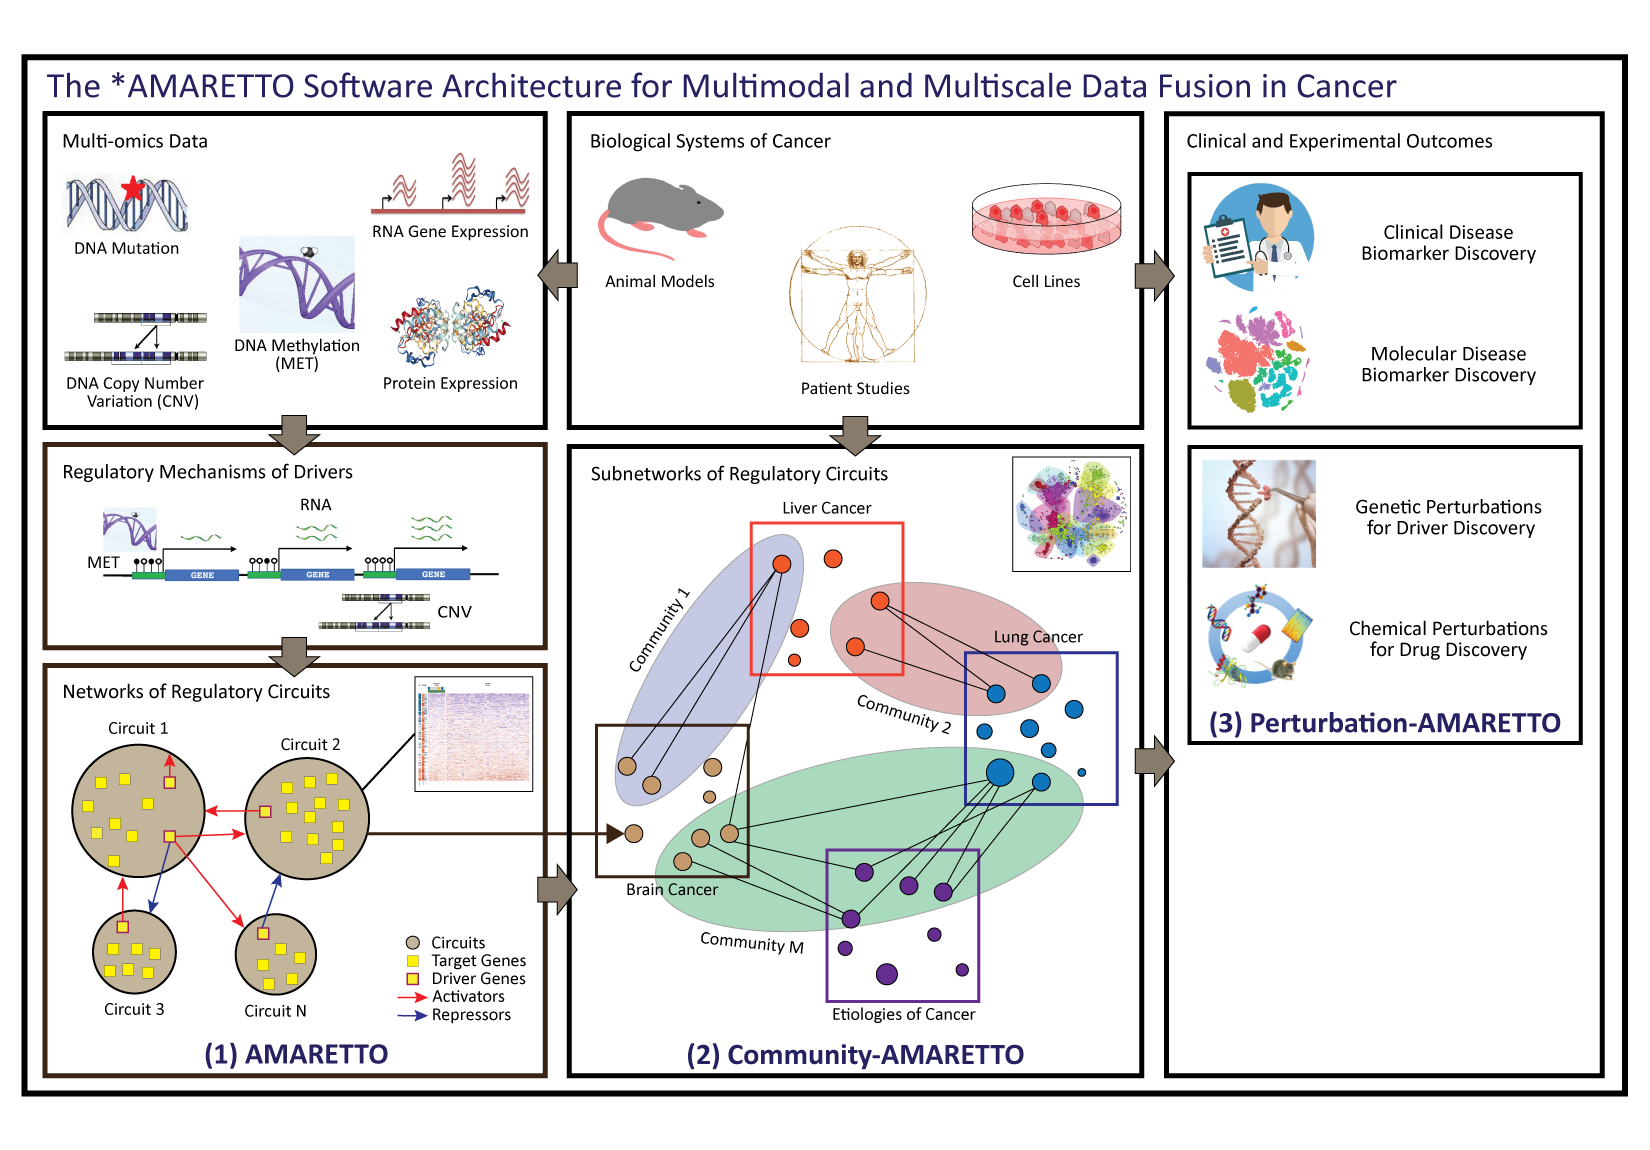 The *AMARETTO Software Architecture for Multimodal and Multiscale Data Fusion in Cancer
Multi-omics Data
DNA Mutation
RNA Gene Expression
DNA Methylation
(MET)
DNA Copy Number
Variation (CNV)
Protein Expression
Biological Systems of Cancer
Animal Models
Patient Studies
Cell Lines
Clinical and Experimental Outcomes
Clinical Disease
Biomarker Discovery
Molecular Disease
Biomarker Discovery
Genetic Perturbations
for Driver Discovery
Chemical Perturbations
for Drug Discovery
(3) Perturbation-AMARETTO
Regulatory Mechanisms of Drivers
RNA
MET
GENE
GENE
GENE
CNV
Networks of Regulatory Circuits
Circuit 1
Circuit 2
Circuit 3
Circuit N
Circuits
Target Genes
Driver Genes
Activators
Repressors
(1) AMARETTO
Subnetworks of Regulatory Circuits
Liver Cancer
Community 1
Lung Cancer
Community 2
Brain Cancer
Community M
Etiologies of Cancer
(2) Community-AMARETTO